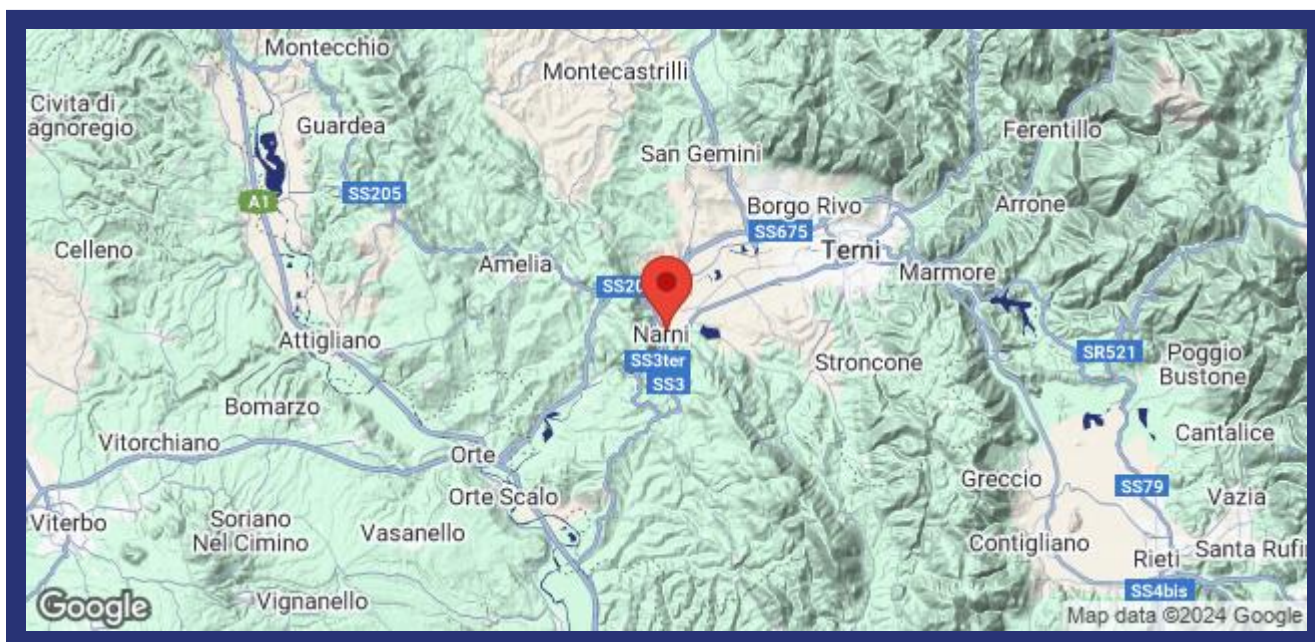 Montecchio
Montecastrilli
Civita di
agnoregio
Guardea
Ferentillo
San Gemini
SS205
A1
Borgo Rivo
Arrone
SS675
Celleno
Terni
Amelia
Marmore
SS20
Narni
Attigliano
SS3ter
Stroncone
SR521
Poggio
Bustone
SS3
Bomarzo
Vitorchiano
Cantalice
Orte
Greccio
SS79
Orte Scalo
Vazia
Viterbo
Soriano
Nel Cimino
Vasanello
Contigliano
Rieti
Santa Rufi
SS4bis
Vignanello
Google
Map data ©2024 Google